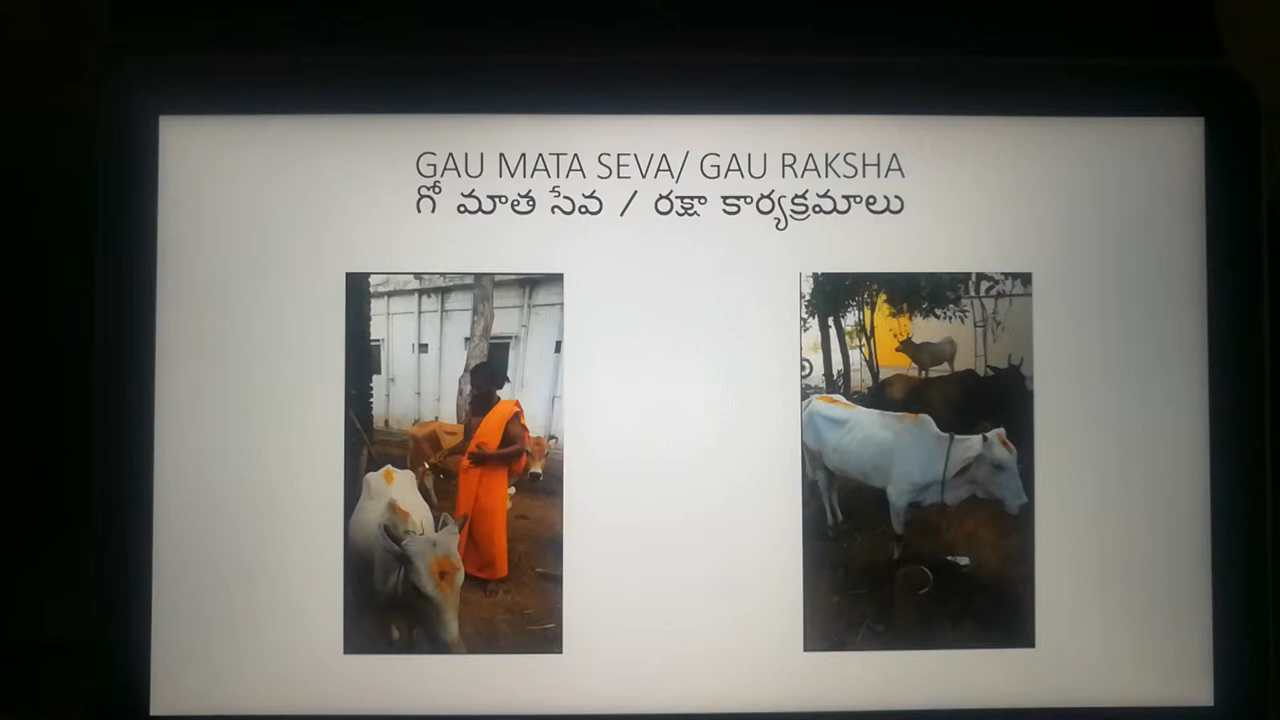 GAU MATA SEVA/ GAU RAKSHA
గో మాత సేవ / రక్షా కార్యక్రమాలు